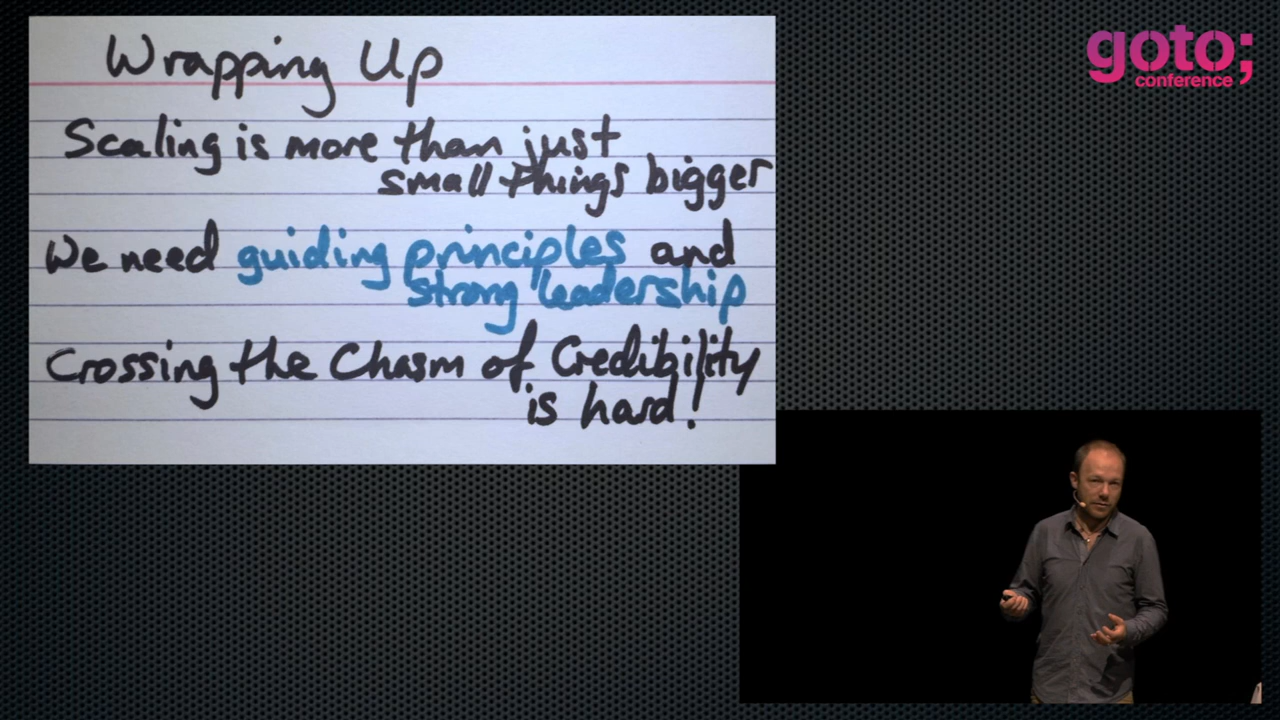 goto;
conference
Wrapping Up
Scaling is more than just
small things bigger
We need guiding principles and
strong leadership
Crossing the Chasm of Credibility
is hard!